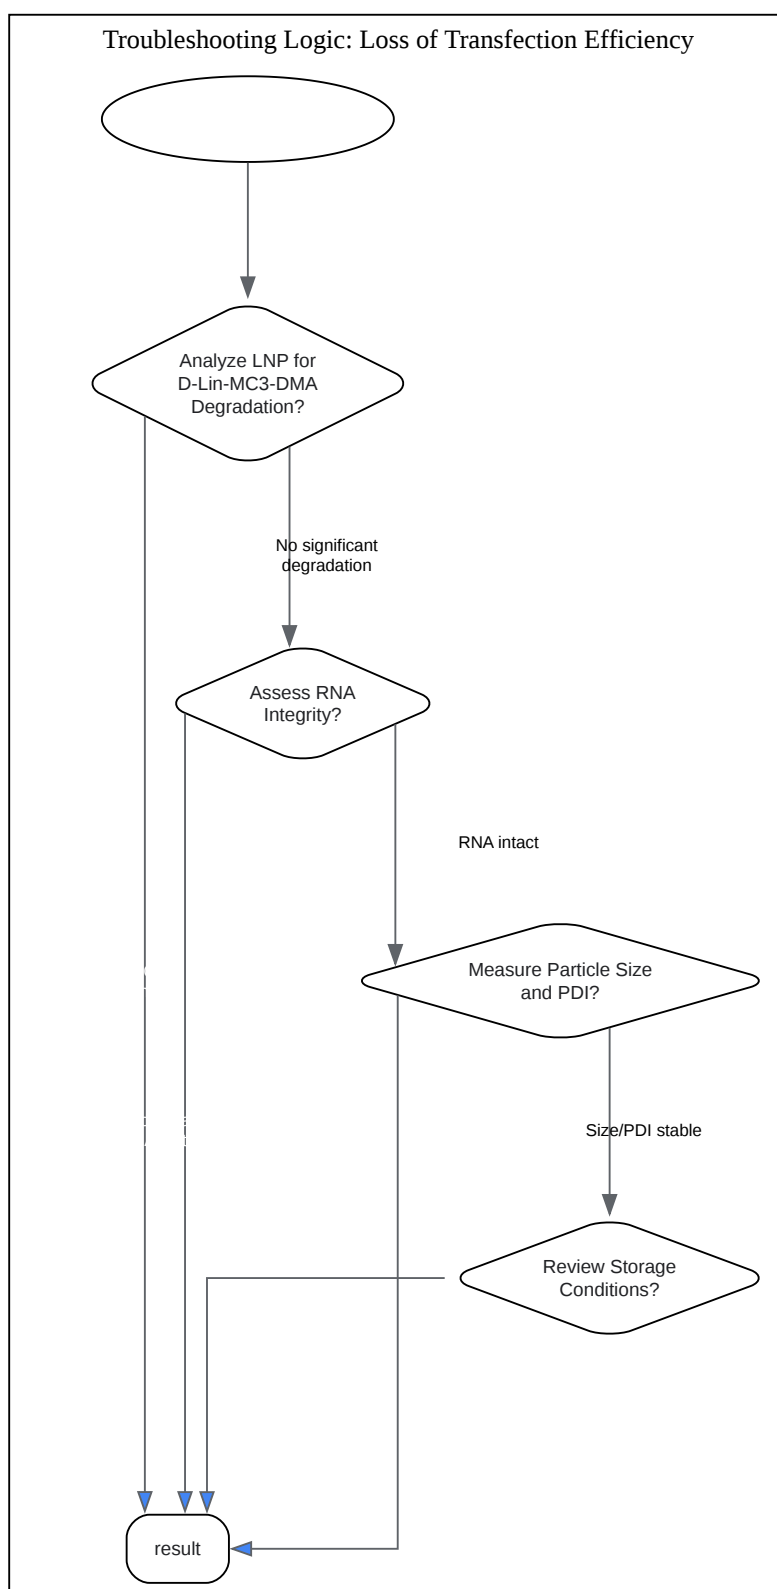 Troubleshooting Logic: Loss of Transfection Efficiency
Analyze LNP for
D-Lin-MC3-DMA
Degradation?
No significant
degradation
Assess RNA
Integrity?
RNA intact
Measure Particle Size
and PDI?
Size/PDI stable
Review Storage
Conditions?
result